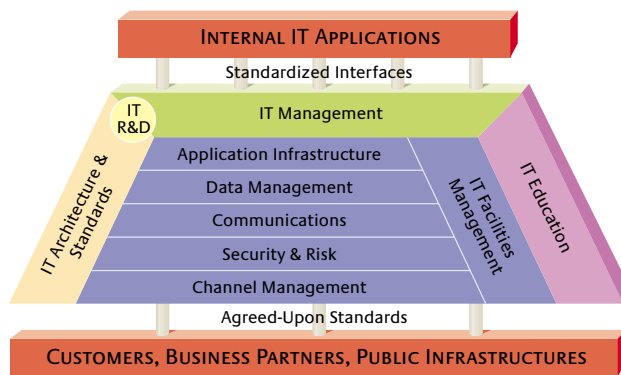 INTERNAL IT APPLICATIONS
Standardized Interfaces
IT
R&D
IT Management
IT Architecture &
Standards
Application Infrastructure
Data Management
Communications
Security & Risk
Channel Management
IT Facilities
Management
IT Education
Agreed-Upon Standards
CUSTOMERS, BUSINESS PARTNERS, PUBLIC INFRASTRUCTURES